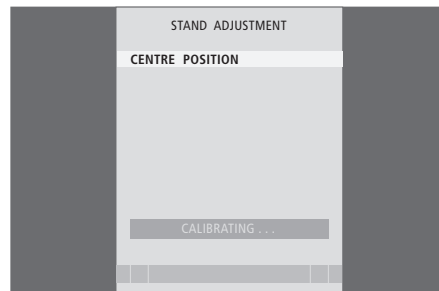 STAND ADJUSTMENT
CENTRE POSITION
CALIBRATING . . .